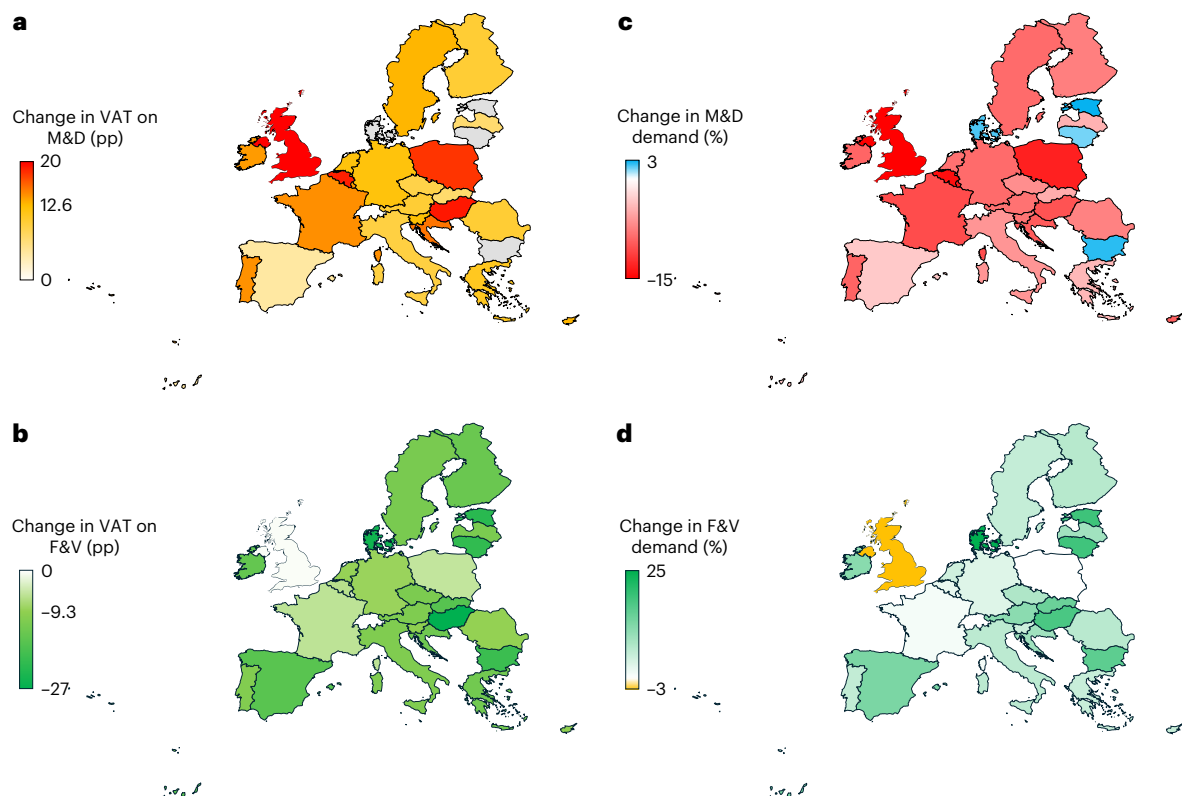 a
Change in VAT on
M&D (pp)
20
12.6
0
c
Change in M&D
demand (%)
3
–15
b
Change in VAT on
F&V (pp)
0
–9.3
–27
d
Change in F&V
demand (%)
25
–3